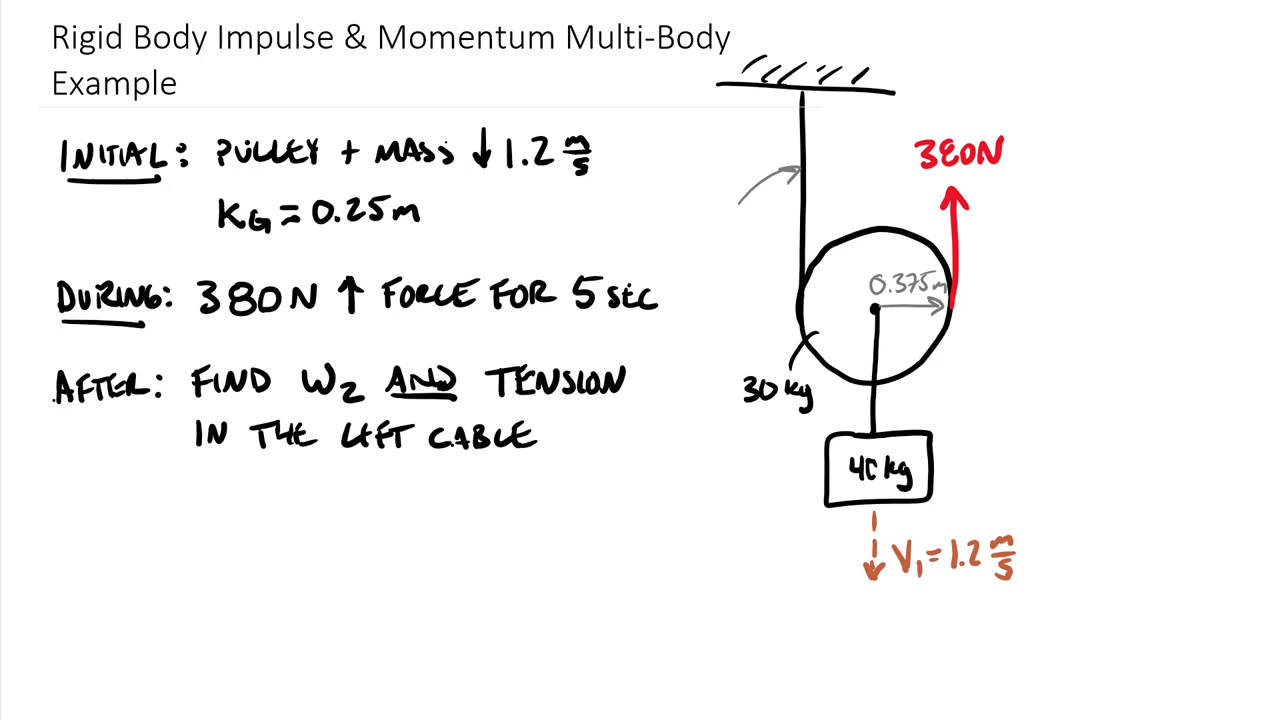 Rigid Body Impulse & Momentum Multi-Body
Example
INITIAL: PULLEY + MASS ↓ 1.2 m/s
KG = 0.25m
DURING: 380N ↑ FORCE FOR 5 SEC
AFTER: FIND W2 AND TENSION
IN THE LEFT CABLE
380N
0.375m
30 kg
40 kg
V1 = 1.2 m/s